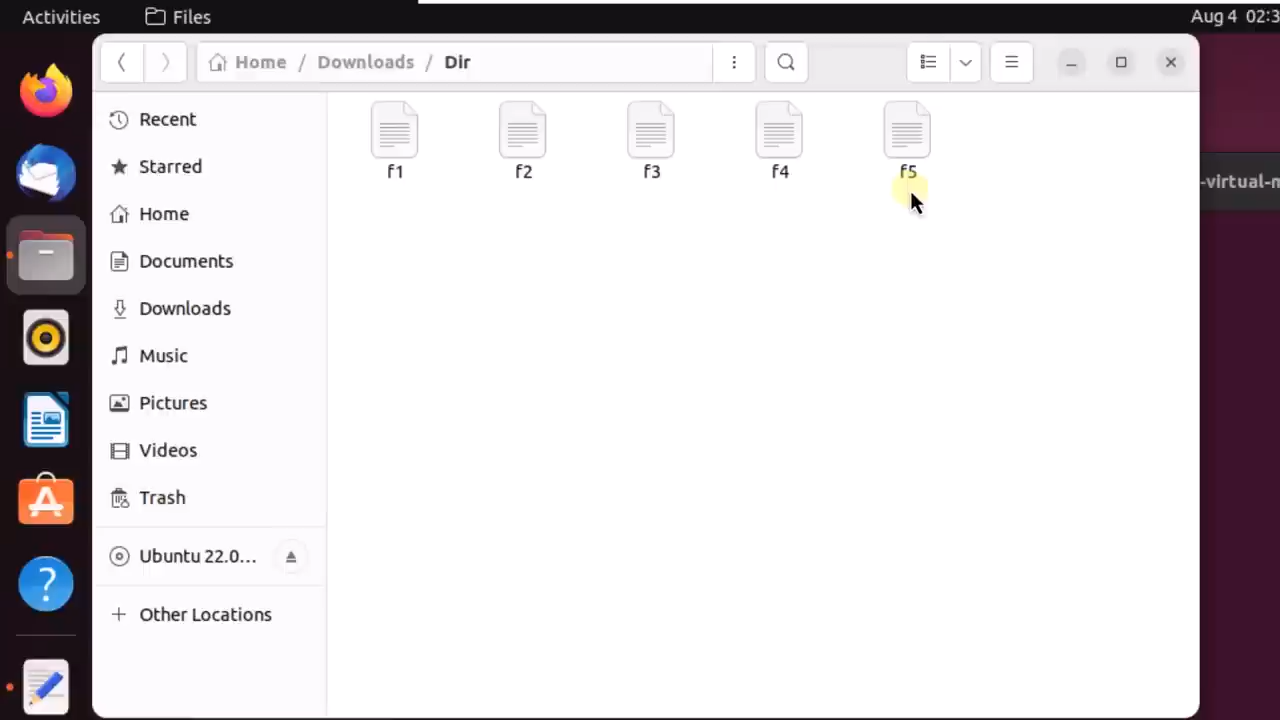 Activities Files Aug 4 02:3
Home / Downloads / Dir
Recent
Starred
Home
Documents
Downloads
Music
Pictures
Videos
Trash
Ubuntu 22.0...
Other Locations
f1 f2 f3 f4 f5
-virtual-m